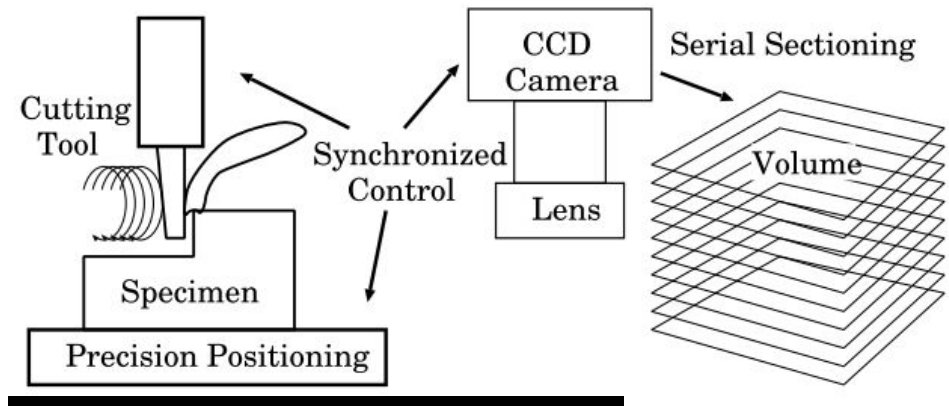 Cutting
Tool
Specimen
Precision Positioning
Synchronized
Control
CCD
Camera
Lens
Serial Sectioning
Volume